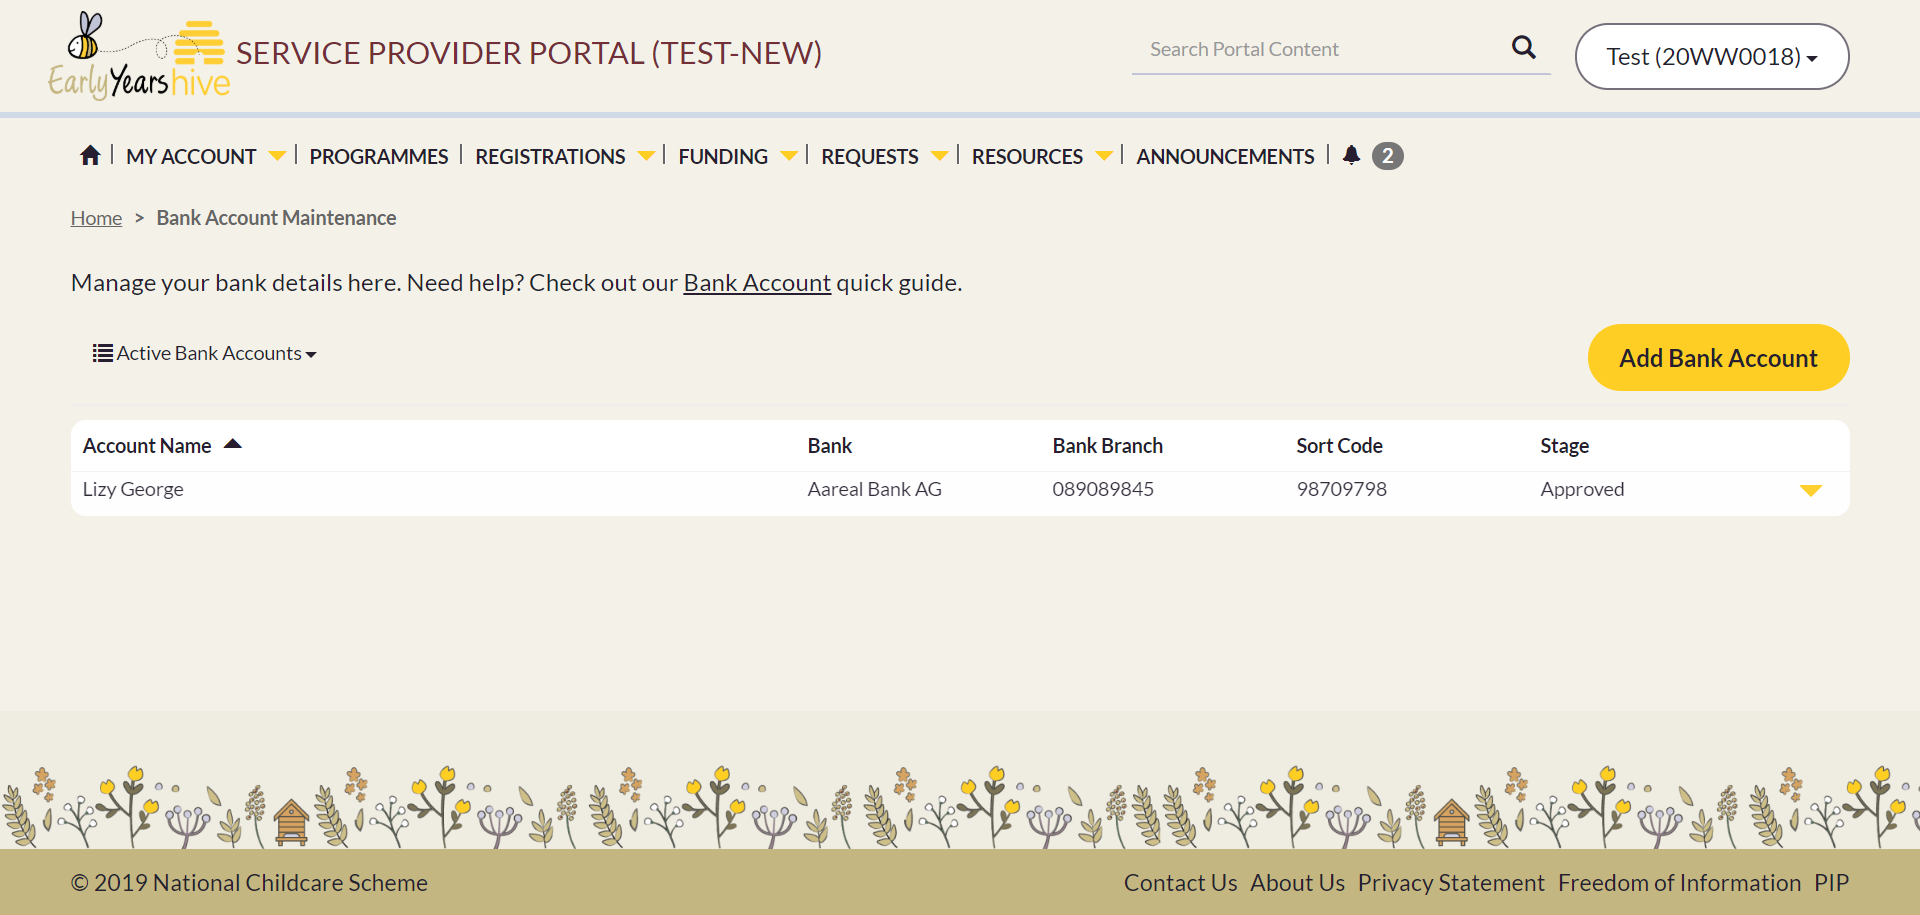 EarlyYearshive
SERVICE PROVIDER PORTAL (TEST-NEW)
Search Portal Content
Test (20WW0018)
MY ACCOUNT
PROGRAMMES
REGISTRATIONS
FUNDING
REQUESTS
RESOURCES
ANNOUNCEMENTS
2
Home > Bank Account Maintenance
Manage your bank details here. Need help? Check out our Bank Account quick guide.
Active Bank Accounts
Add Bank Account
Account Name Bank Bank Branch Sort Code Stage
Lizy George Aareal Bank AG 089089845 98709798 Approved
© 2019 National Childcare Scheme
Contact Us About Us Privacy Statement Freedom of Information PIP